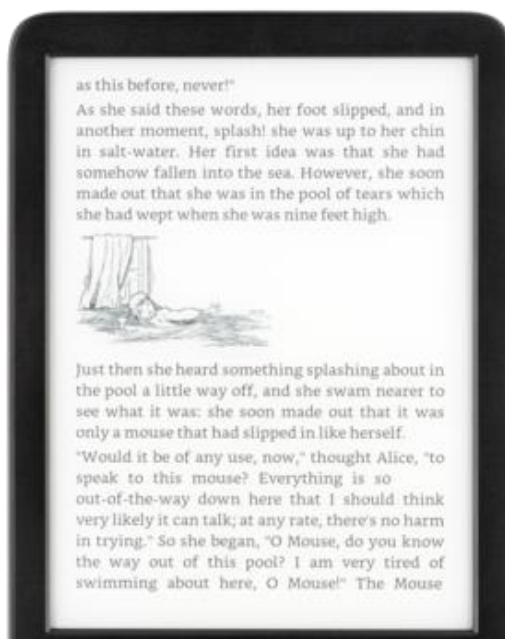 as this before, never!"
As she said these words, her foot slipped, and in
another moment, splash! she was up to her chin
in salt-water. Her first idea was that she had
somehow fallen into the sea. However, she soon
made out that she was in the pool of tears which
she had wept when she was nine feet high.
Just then she heard something splashing about in
the pool a little way off, and she swam nearer to
see what it was: she soon made out that it was
only a mouse that had slipped in like herself.
"Would it be of any use, now," thought Alice, "to
speak to this mouse? Everything is so
out-of-the-way down here that I should think
very likely it can talk; at any rate, there's no harm
in trying." So she began, "O Mouse, do you know
the way out of this pool? I am very tired of
swimming about here, O Mouse!" The Mouse